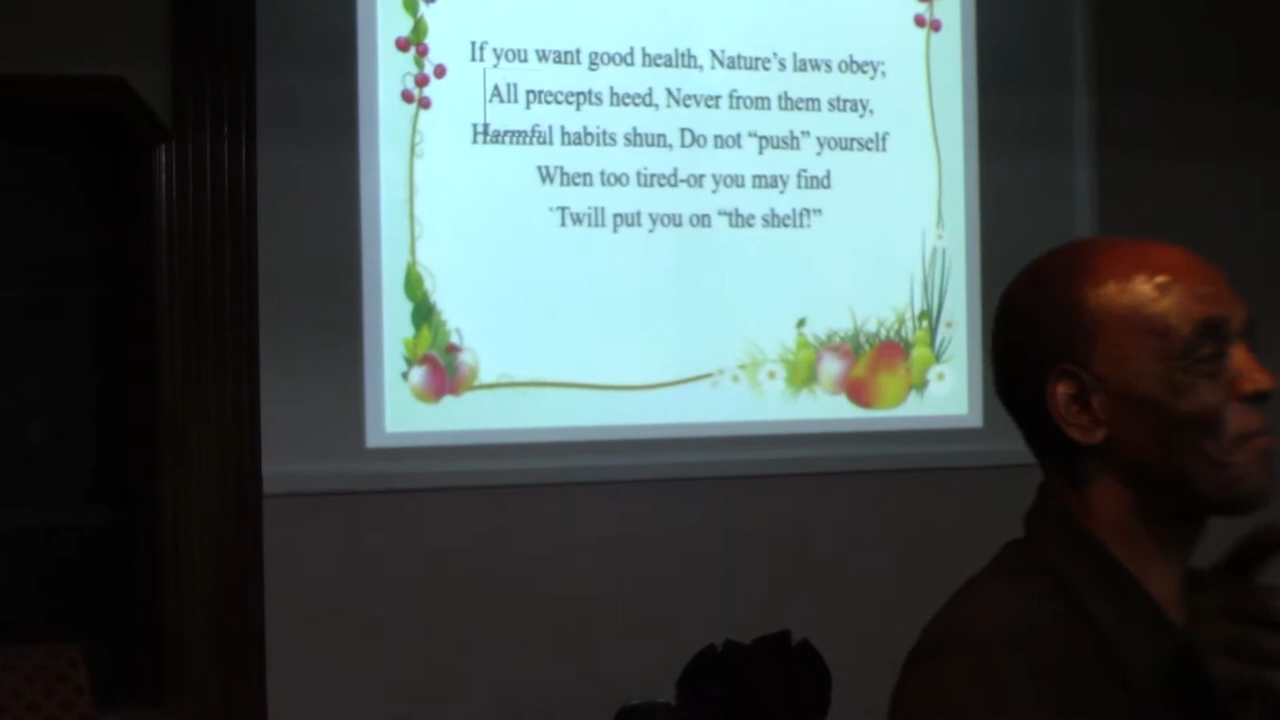 If you want good health, Nature's laws obey;
All precepts heed, Never from them stray,
Harmful habits shun, Do not “push” yourself
When too tired-or you may find
`Twill put you on “the shelf!”